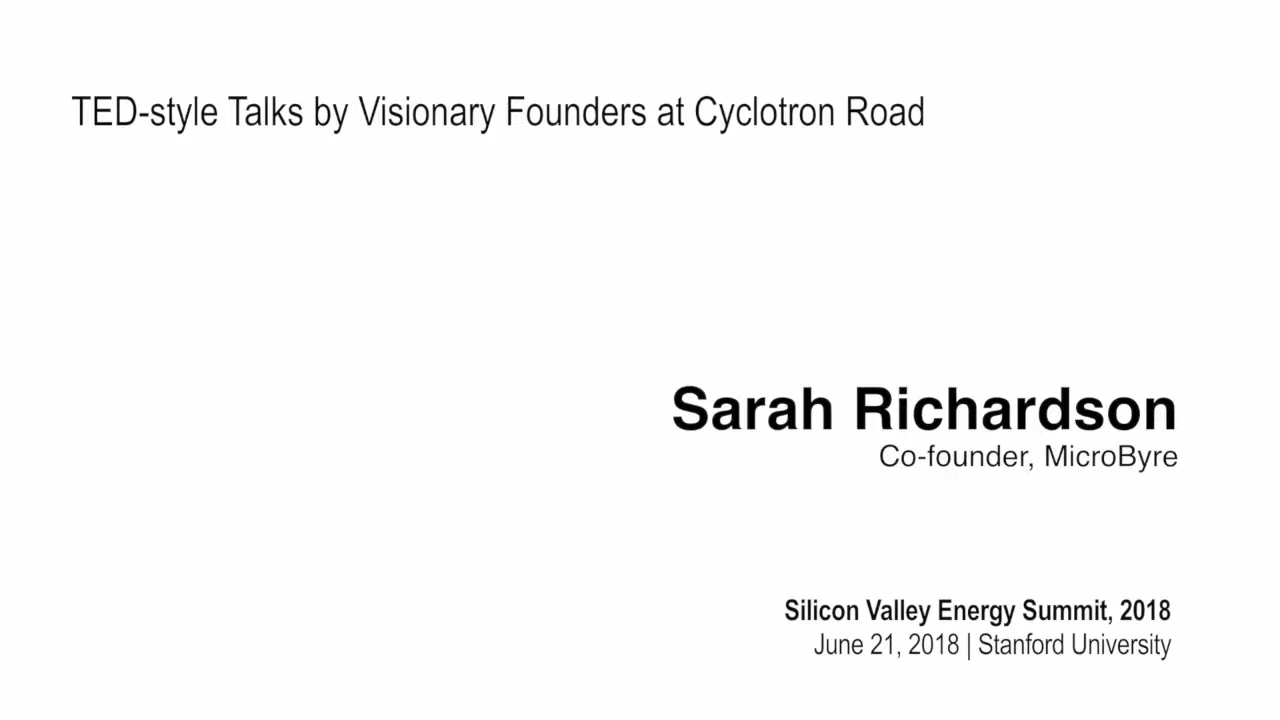 TED-style Talks by Visionary Founders at Cyclotron Road
Sarah Richardson
Co-founder, MicroByre
Silicon Valley Energy Summit, 2018
June 21, 2018 | Stanford University